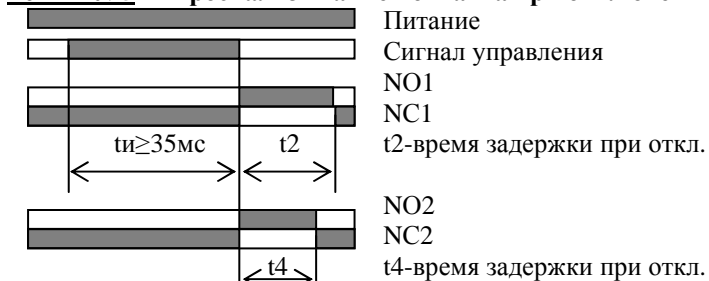 Питание
Сигнал управления
NO1
NC1
tи≥35мс
t2
t2-время задержки при откл.
NO2
NC2
t4
t4-время задержки при откл.